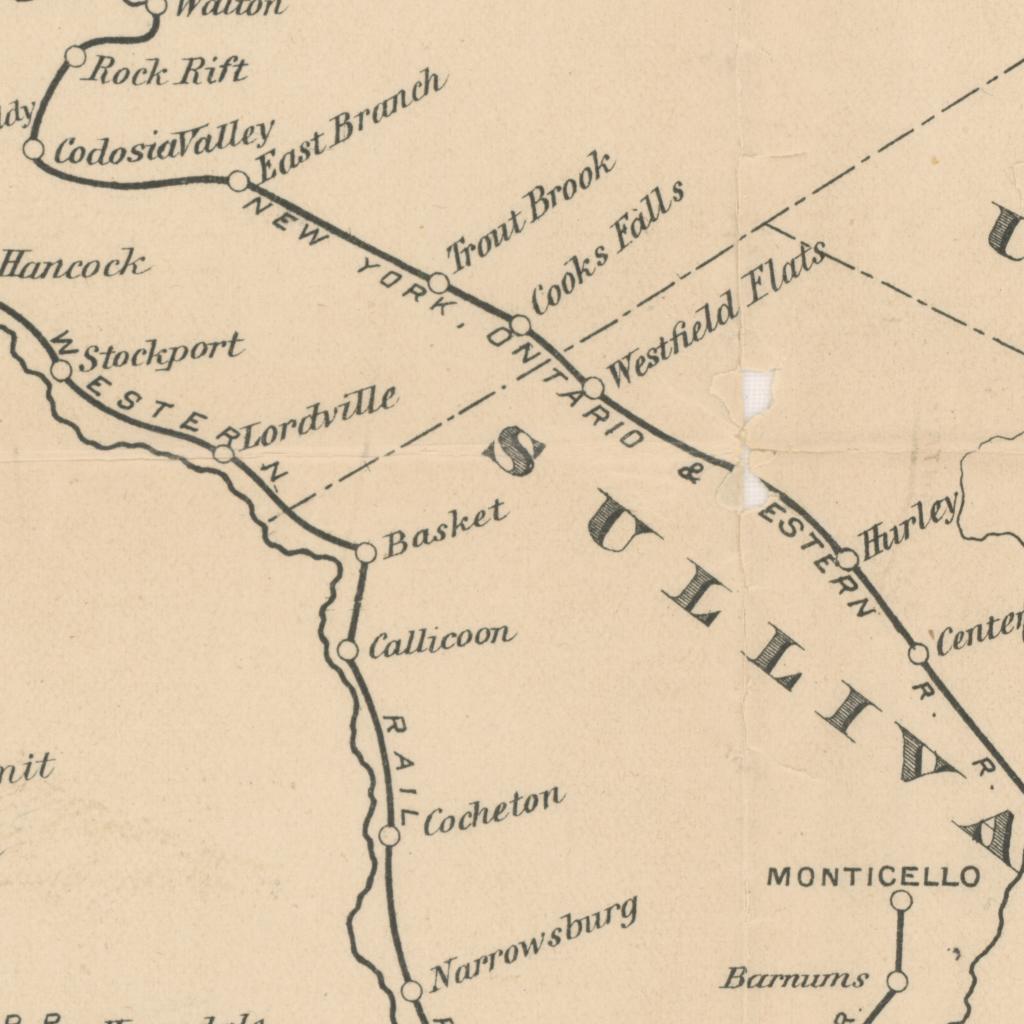 Walton
Rock Rift
Codosia Valley
East Branch
Trout Brook
Cooks Falls
Westfield Flats
Hancock
Stockport
Lordville
Basket
Callicoon
Cocheton
Narrowsburg
Hurley
Center
NEW YORK, ONTARIO & ESTERN R. R.
WESTERN RAIL
SULLIVA
MONTICELLO
Barnums